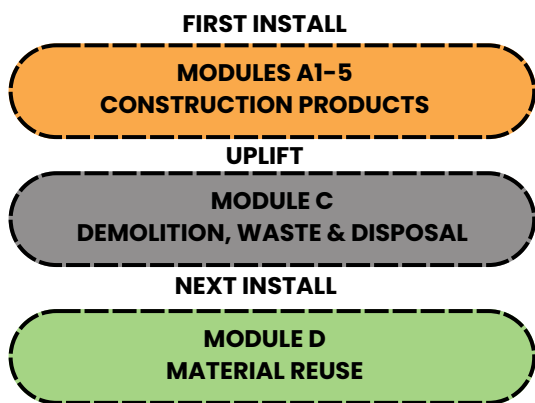 FIRST INSTALL
MODULES A1-5
CONSTRUCTION PRODUCTS
UPLIFT
MODULE C
DEMOLITION, WASTE & DISPOSAL
NEXT INSTALL
MODULE D
MATERIAL REUSE